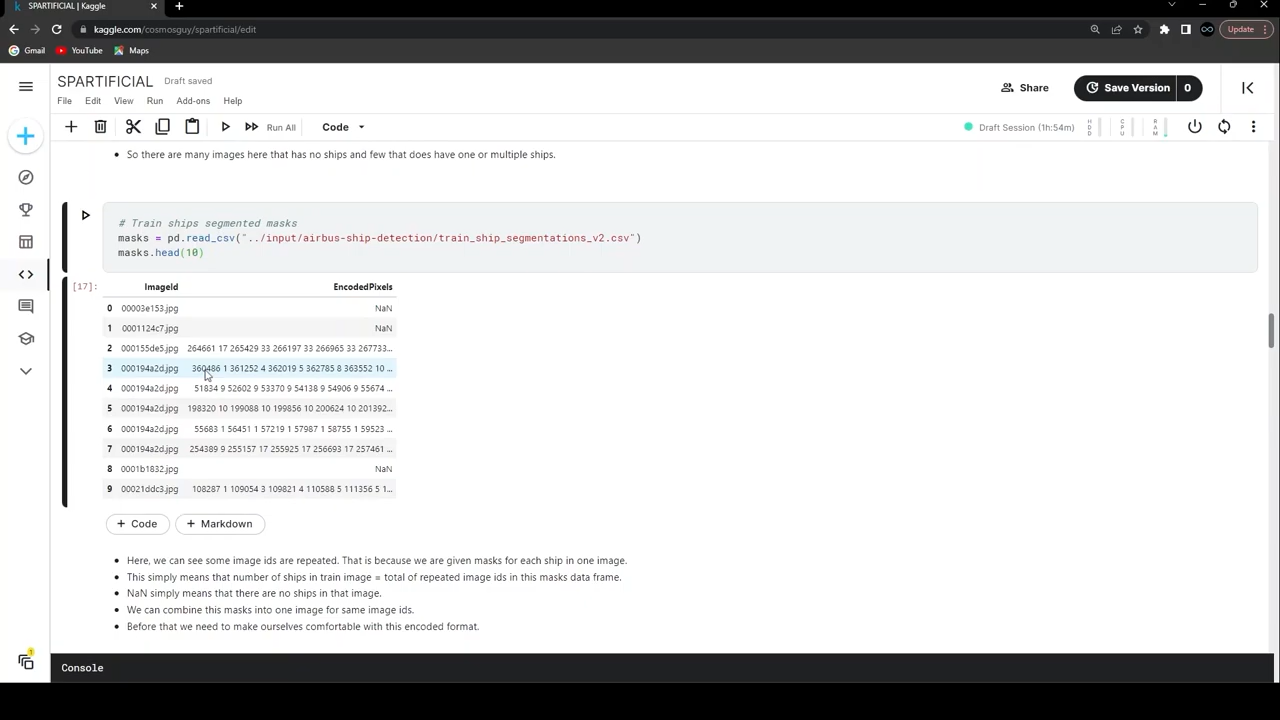 SPARTIFICIAL | Kaggle
kaggle.com/cosmosguy/spartificial/edit
Update
Gmail YouTube Maps
SPARTIFICIAL Draft saved
File Edit View Run Add-ons Help
Share
Save Version 0
Run All Code
Draft Session (1h:54m)
HDD CPU RAM
• So there are many images here that has no ships and few that does have one or multiple ships.
# Train ships segmented masks
masks = pd.read_csv("../input/airbus-ship-detection/train_ship_segmentations_v2.csv")
masks.head(10)
[17]:
ImageId EncodedPixels
0 00003e153.jpg NaN
1 0001124c7.jpg NaN
2 000155de5.jpg 264661 17 265429 33 266197 33 266965 33 267733...
3 000194a2d.jpg 360486 1 361252 4 362019 5 362785 8 363552 10 ...
4 000194a2d.jpg 51834 9 52602 9 53370 9 54138 9 54906 9 55674 ...
5 000194a2d.jpg 198320 10 199088 10 199856 10 200624 10 201392...
6 000194a2d.jpg 55683 1 56451 1 57219 1 57987 1 58755 1 59523 ...
7 000194a2d.jpg 254389 9 255157 17 255925 17 256693 17 257461 ...
8 0001b1832.jpg NaN
9 00021ddc3.jpg 108287 1 109054 3 109821 4 110588 5 111356 5 1...
+ Code + Markdown
• Here, we can see some image ids are repeated. That is because we are given masks for each ship in one image.
• This simply means that number of ships in train image = total of repeated image ids in this masks data frame.
• NaN simply means that there are no ships in that image.
• We can combine this masks into one image for same image ids.
• Before that we need to make ourselves comfortable with this encoded format.
1
Console